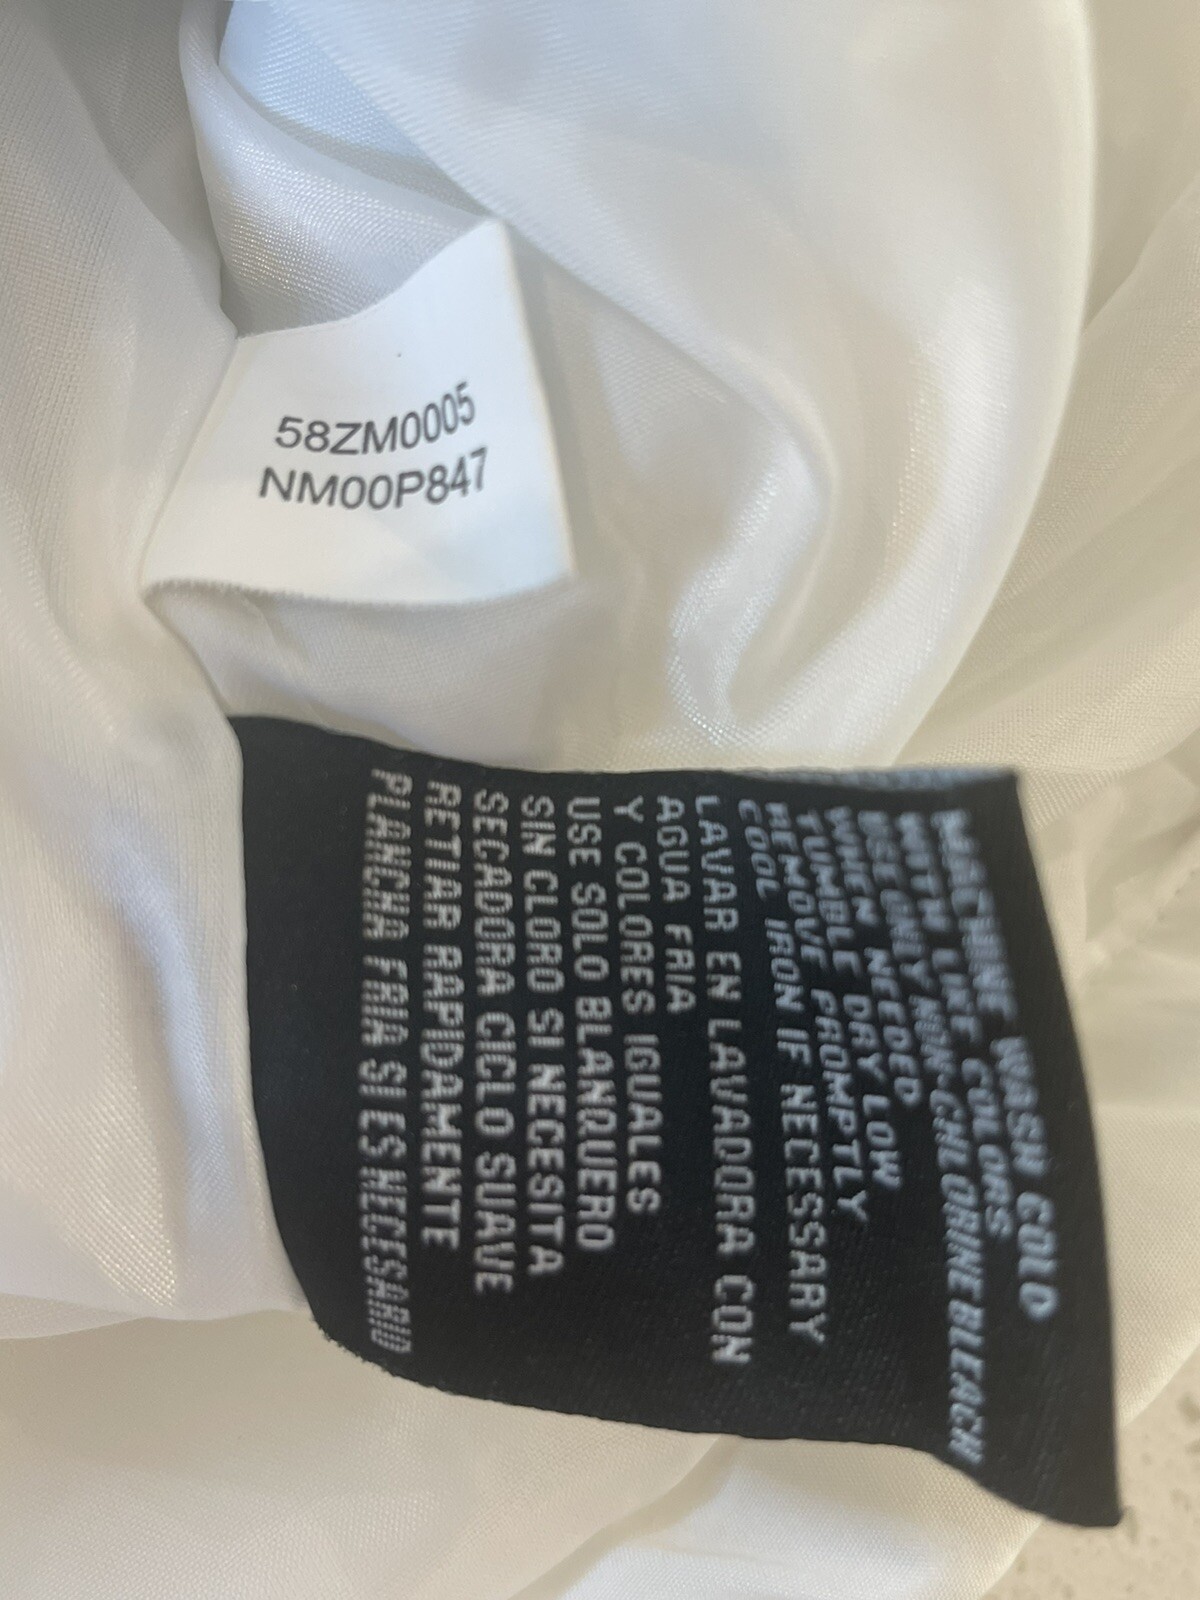 58ZM0005
NM00P847
MACHINE WASH COLD
WITH LIKE COLORS
USE ONLY NON-CHLORINE BLEACH
WHEN NEEDED
TUMBLE DRY LOW
REMOVE PROMPTLY
COOL IRON IF NECESSARY
LAVAR EN LAVADORA CON
AGUA FRIA
Y COLORES IGUALES
USE SOLO BLANQUERO
SIN CLORO SI NECESITA
SECADORA CICLO SUAVE
RETIAR RAPIDAMENTE
PLANCHA FRIA SI ES NECESARIO